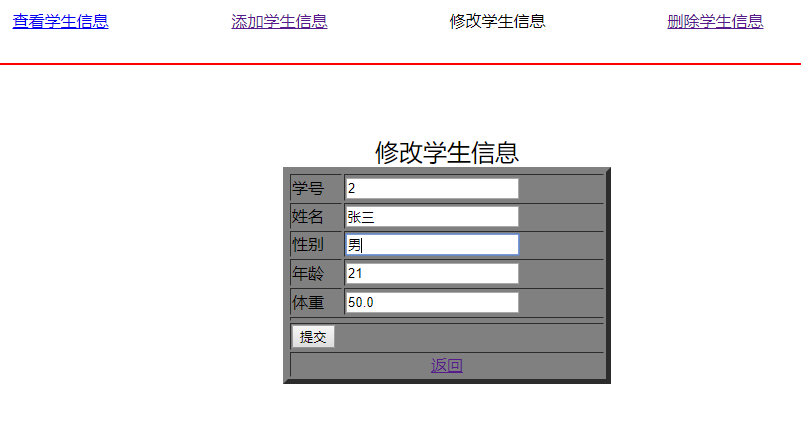 查看学生信息 添加学生信息 修改学生信息 删除学生信息
修改学生信息
学号 2
姓名 张三
性别 男
年龄 21
体重 50.0
提交
返回